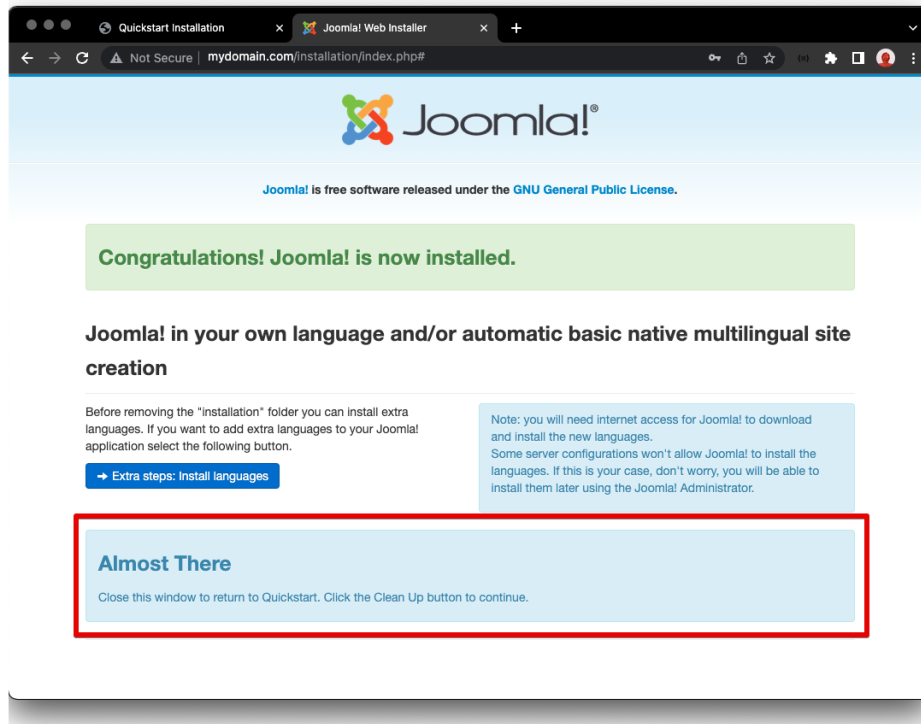 Quickstart Installation
Joomla! Web Installer
Not Secure | mydomain.com/installation/index.php#
Joomla!®
Joomla! is free software released under the GNU General Public License.
Congratulations! Joomla! is now installed.
Joomla! in your own language and/or automatic basic native multilingual site
creation
Before removing the "installation" folder you can install extra
languages. If you want to add extra languages to your Joomla!
application select the following button.
→ Extra steps: Install languages
Note: you will need internet access for Joomla! to download
and install the new languages.
Some server configurations won't allow Joomla! to install the
languages. If this is your case, don't worry, you will be able to
install them later using the Joomla! Administrator.
Almost There
Close this window to return to Quickstart. Click the Clean Up button to continue.